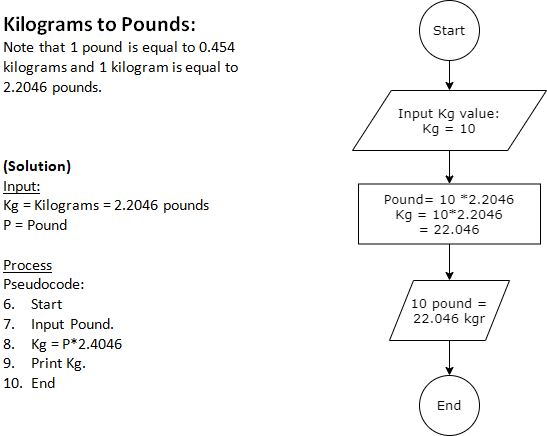 Kilograms to Pounds:
Note that 1 pound is equal to 0.454
kilograms and 1 kilogram is equal to
2.2046 pounds.
(Solution)
Input:
Kg = Kilograms = 2.2046 pounds
P = Pound
Process
Pseudocode:
6. Start
7. Input Pound.
8. Kg = P*2.4046
9. Print Kg.
10. End
Start
Input Kg value:
Kg = 10
Pound= 10 *2.2046
Kg = 10*2.2046
= 22.046
10 pound =
22.046 kgr
End